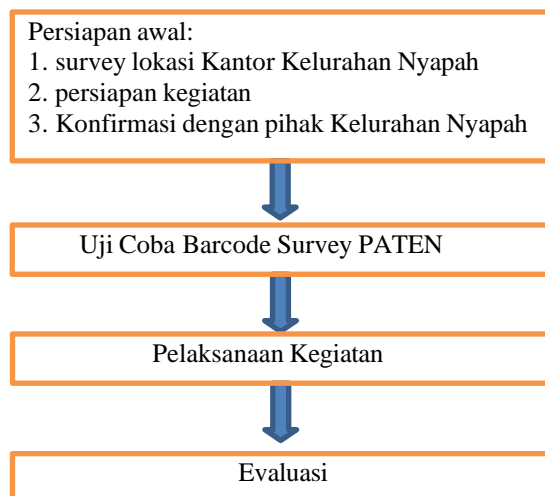 Persiapan awal:
1. survey lokasi Kantor Kelurahan Nyapah
2. persiapan kegiatan
3. Konfirmasi dengan pihak Kelurahan Nyapah
Uji Coba Barcode Survey PATEN
Pelaksanaan Kegiatan
Evaluasi